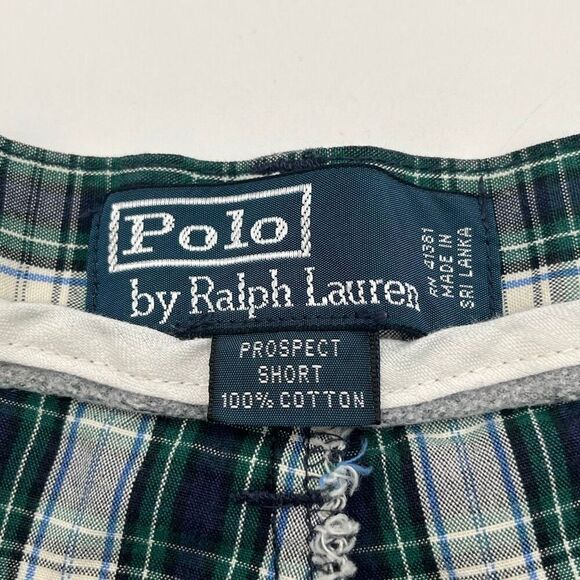 Polo
by Ralph Lauren
RN 41381
MADE IN
SRI LANKA
PROSPECT
SHORT
100% COTTON